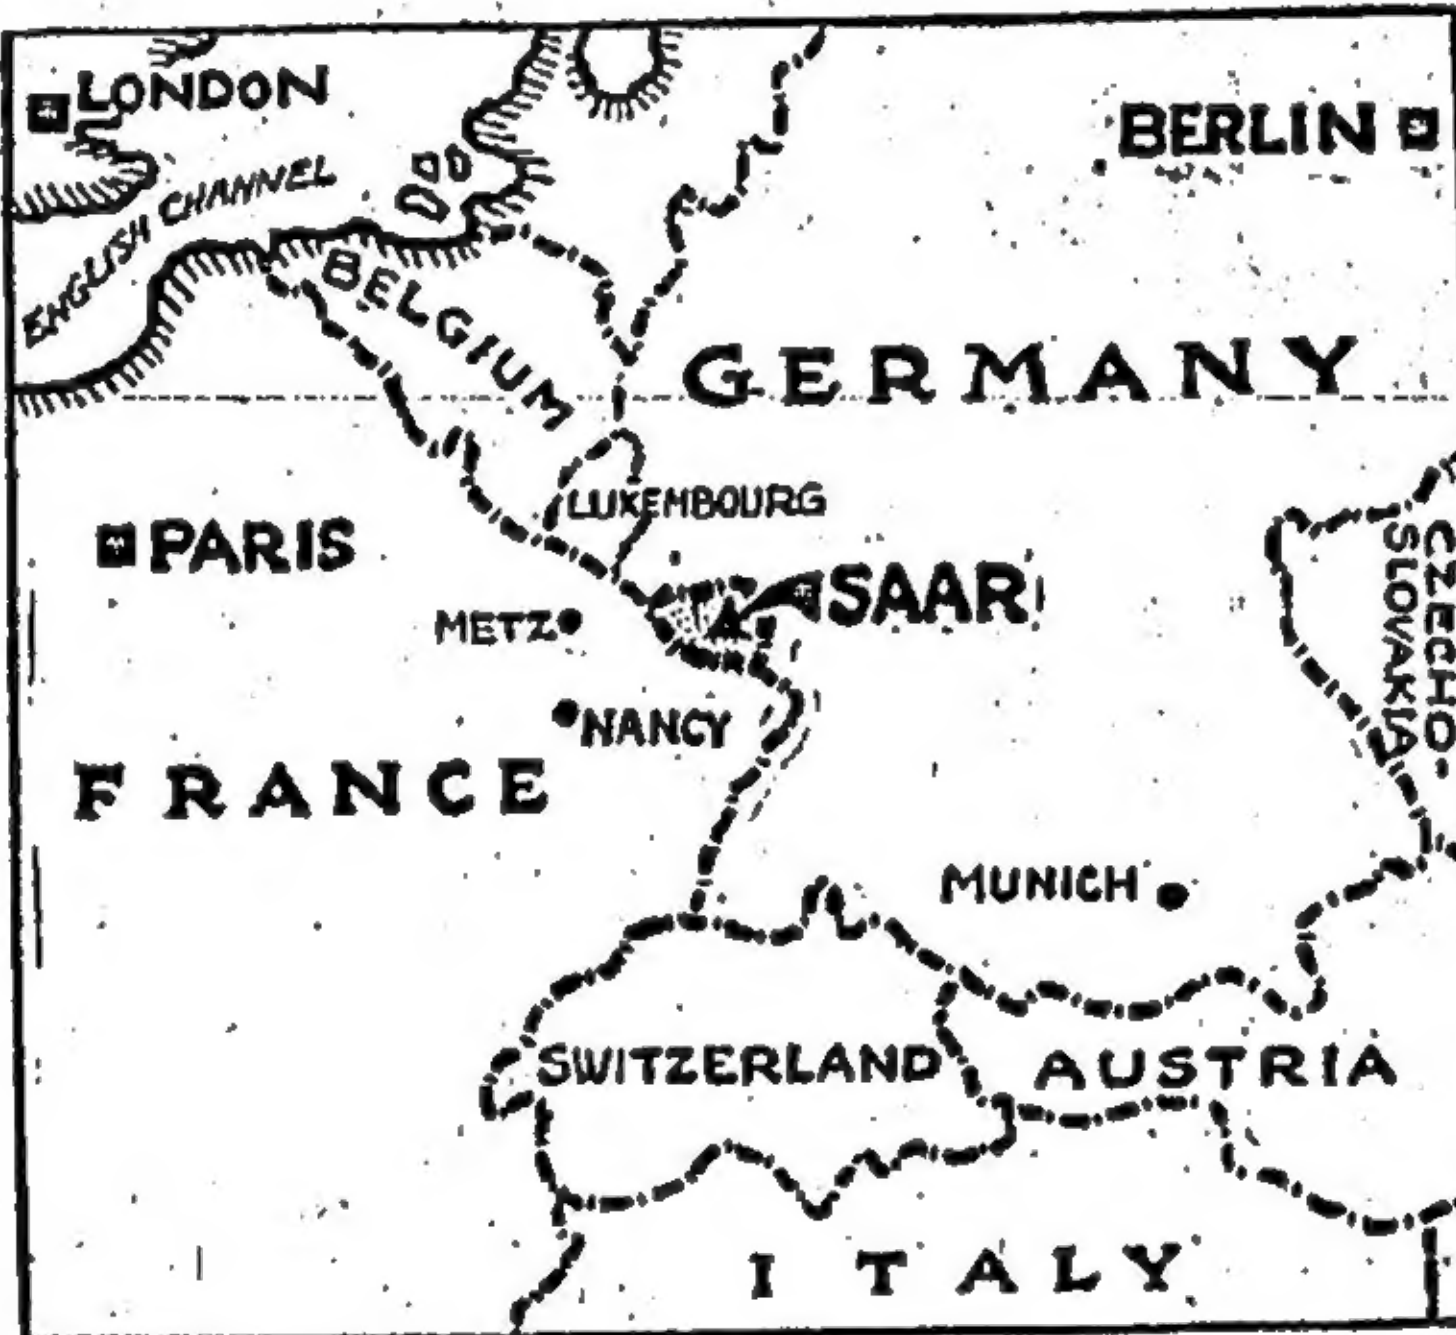 LONDON
BERLIN
ENGLISH CHANNEL
BELGIUM
GERMANY
LUXEMBOURG
PARIS
SAAR
CZECHO-
SLOVAKIA
METZ
NANCY
FRANCE
MUNICH
SWITZERLAND
AUSTRIA
ITALY